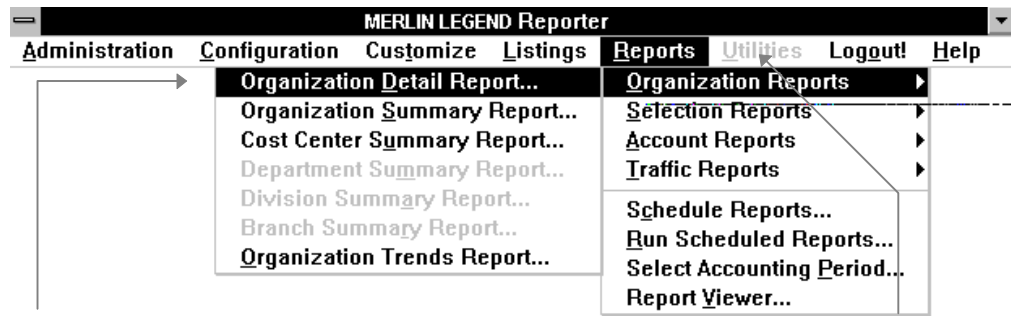 MERLIN LEGEND Reporter
Administration Configuration Customize Listings Reports Utilities Logout! Help
Organization Detail Report...
Organization Summary Report...
Cost Center Summary Report...
Department Summary Report...
Division Summary Report...
Branch Summary Report...
Organization Trends Report...
Organization Reports
Selection Reports
Account Reports
Traffic Reports
Schedule Reports...
Run Scheduled Reports...
Select Accounting Period...
Report Viewer...